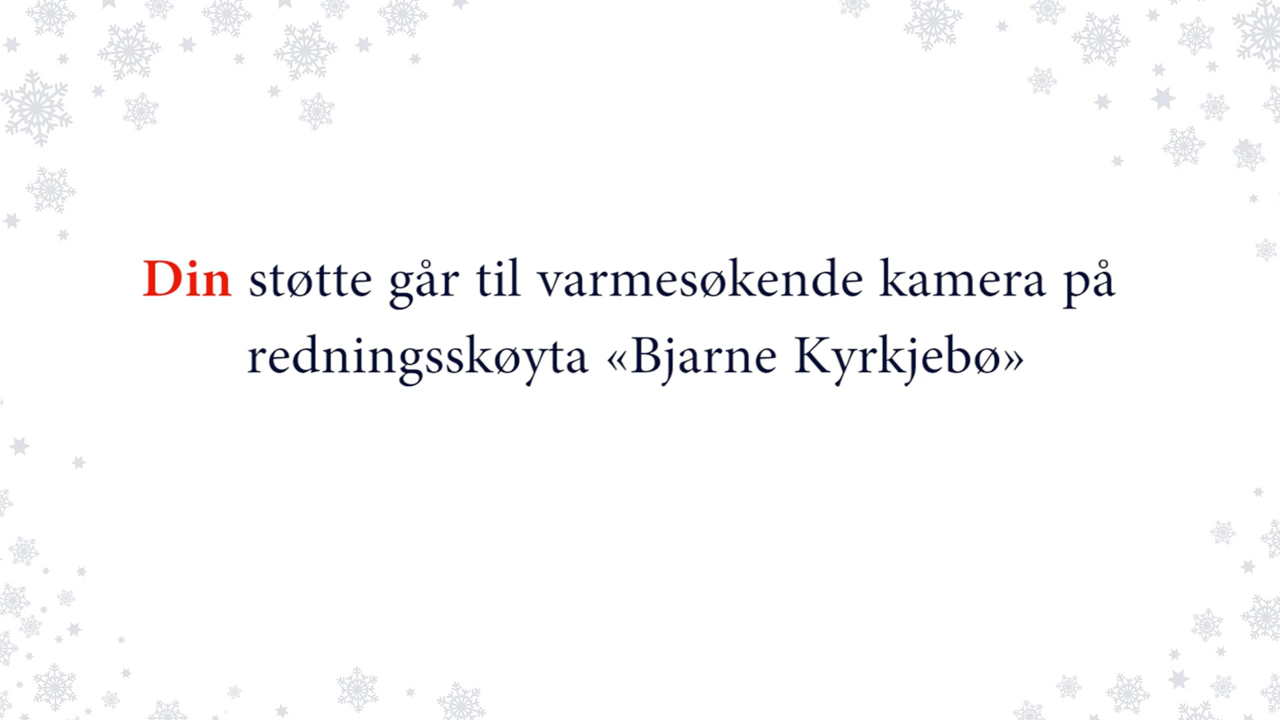 Din støtte går til varmesøkende kamera på
redningsskøyta «Bjarne Kyrkjebø»